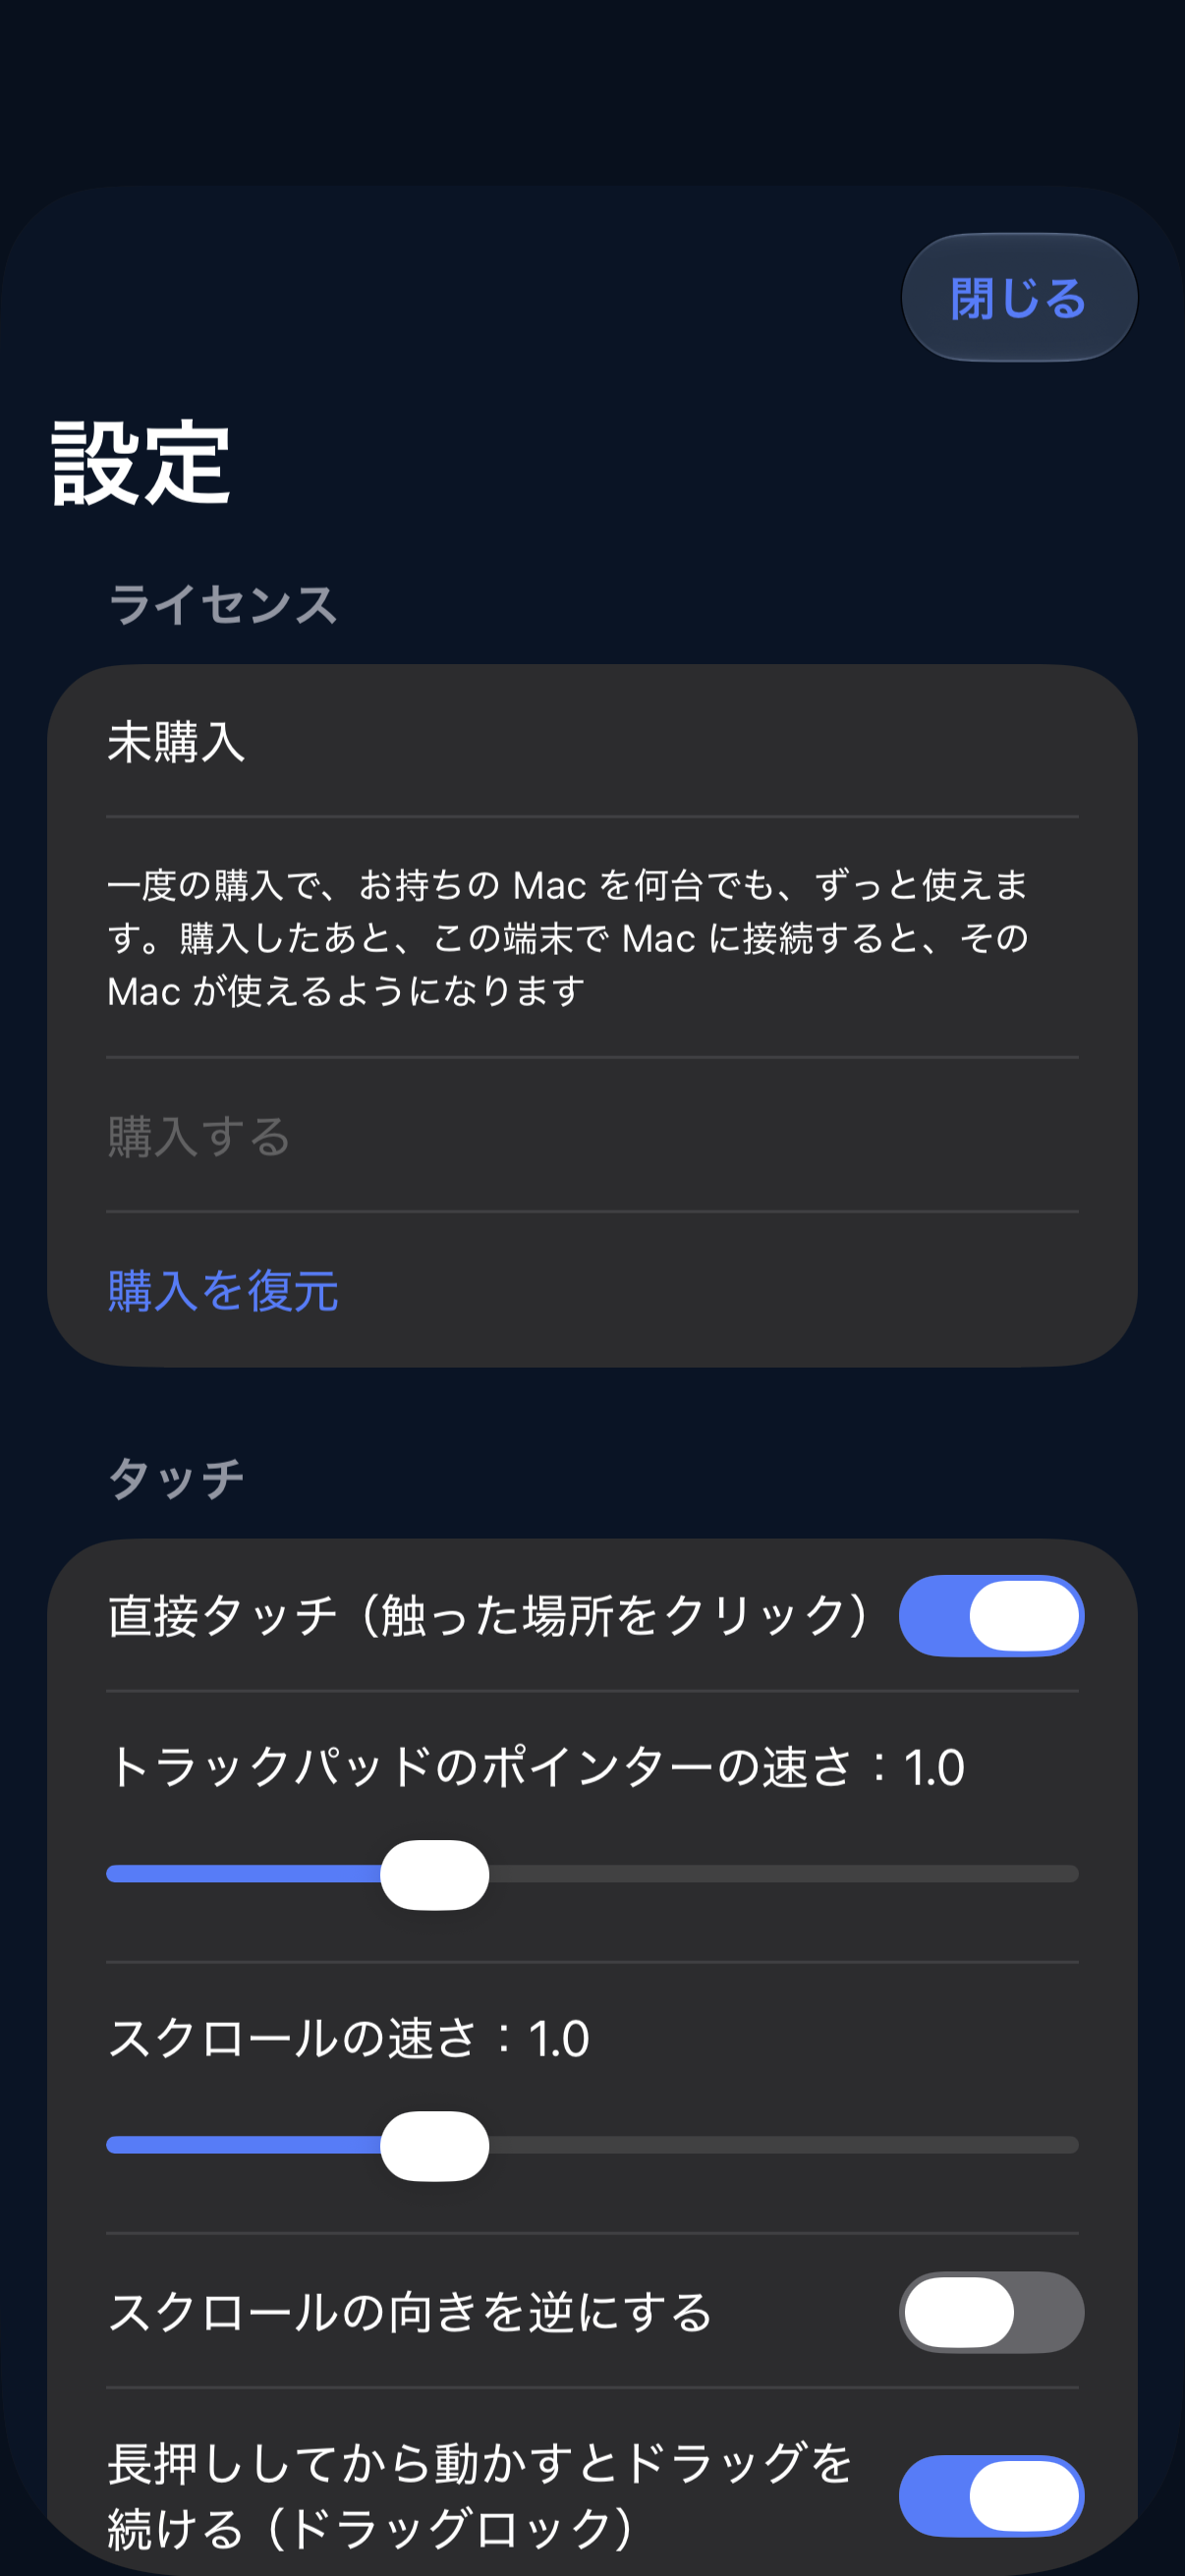 閉じる
設定
ライセンス
未購入
一度の購入で、お持ちの Mac を何台でも、ずっと使えま
す。購入したあと、この端末で Mac に接続すると、その
Mac が使えるようになります
購入する
購入を復元
タッチ
直接タッチ（触った場所をクリック）
トラックパッドのポインターの速さ：1.0
スクロールの速さ：1.0
スクロールの向きを逆にする
長押ししてから動かすとドラッグを
続ける（ドラッグロック）